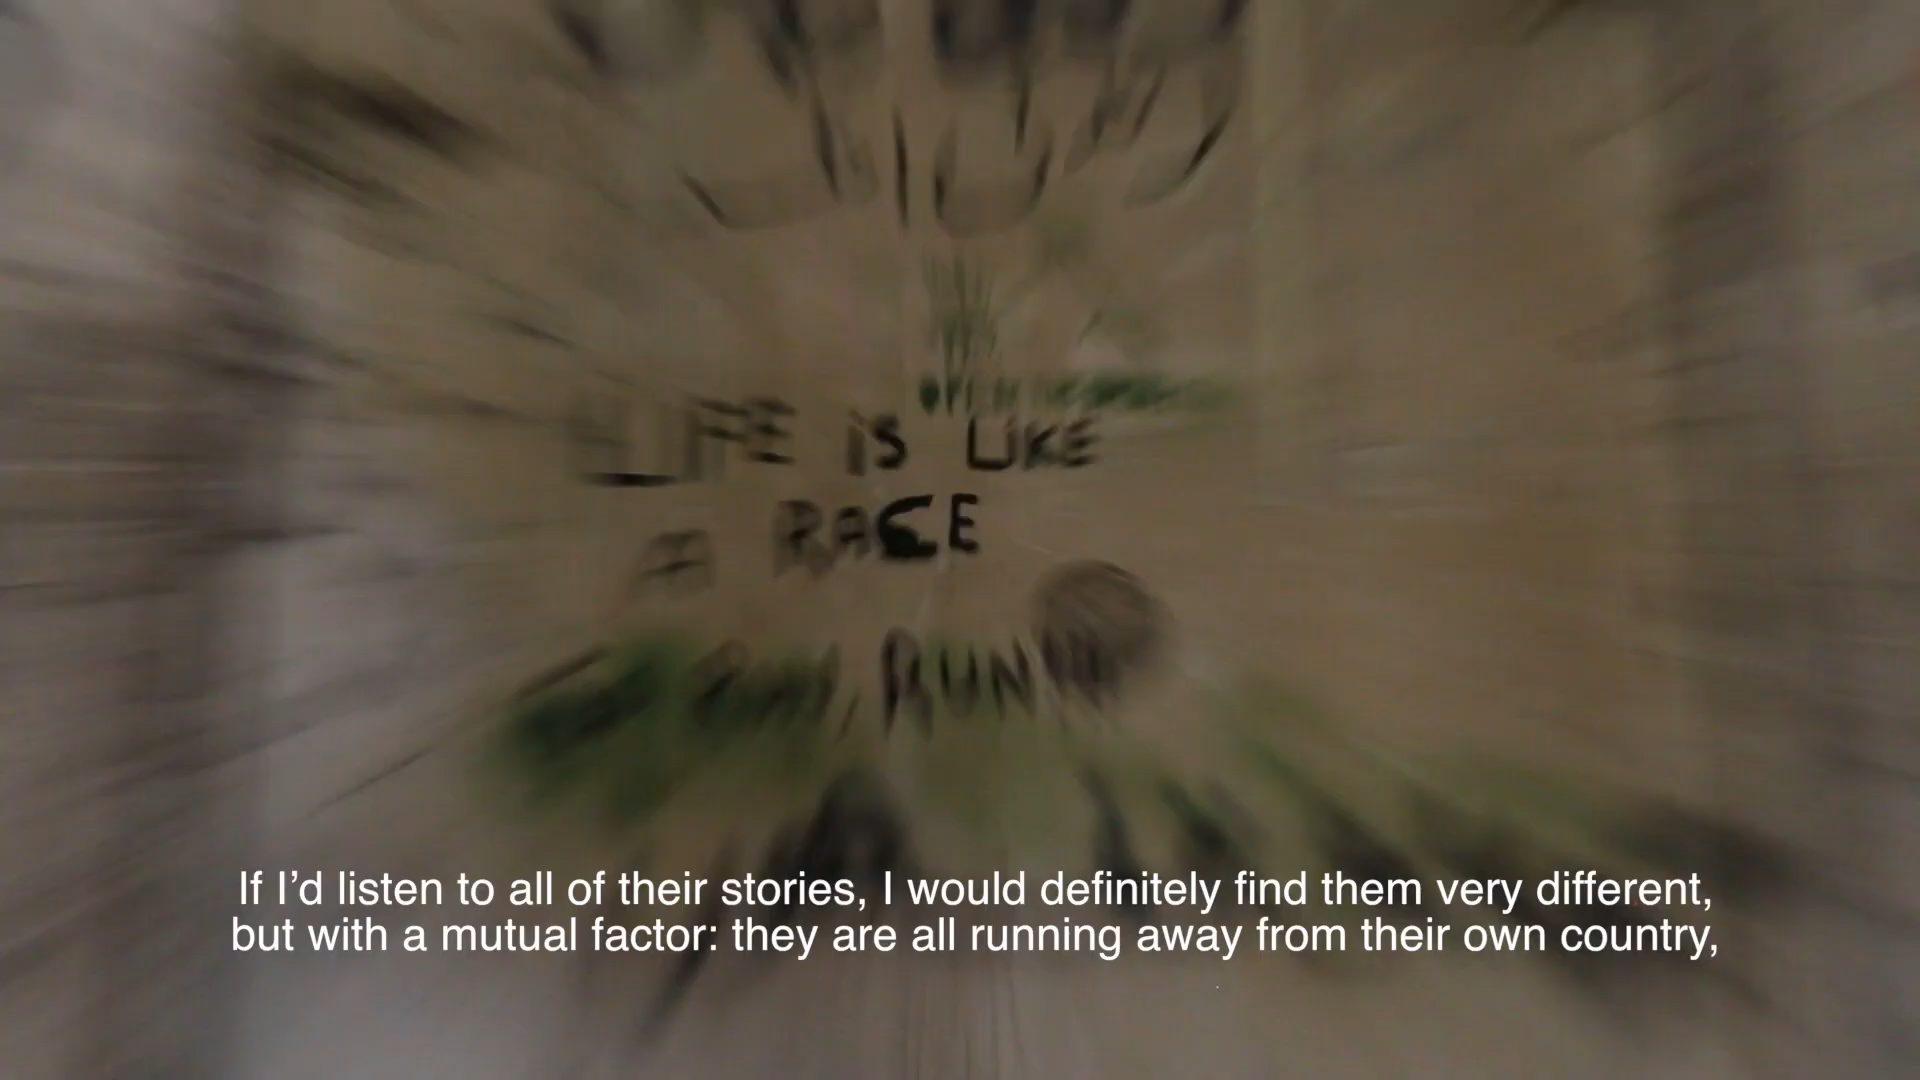 LIFE IS LIKE
A RACE
RUN
If I’d listen to all of their stories, I would definitely find them very different,
but with a mutual factor: they are all running away from their own country,